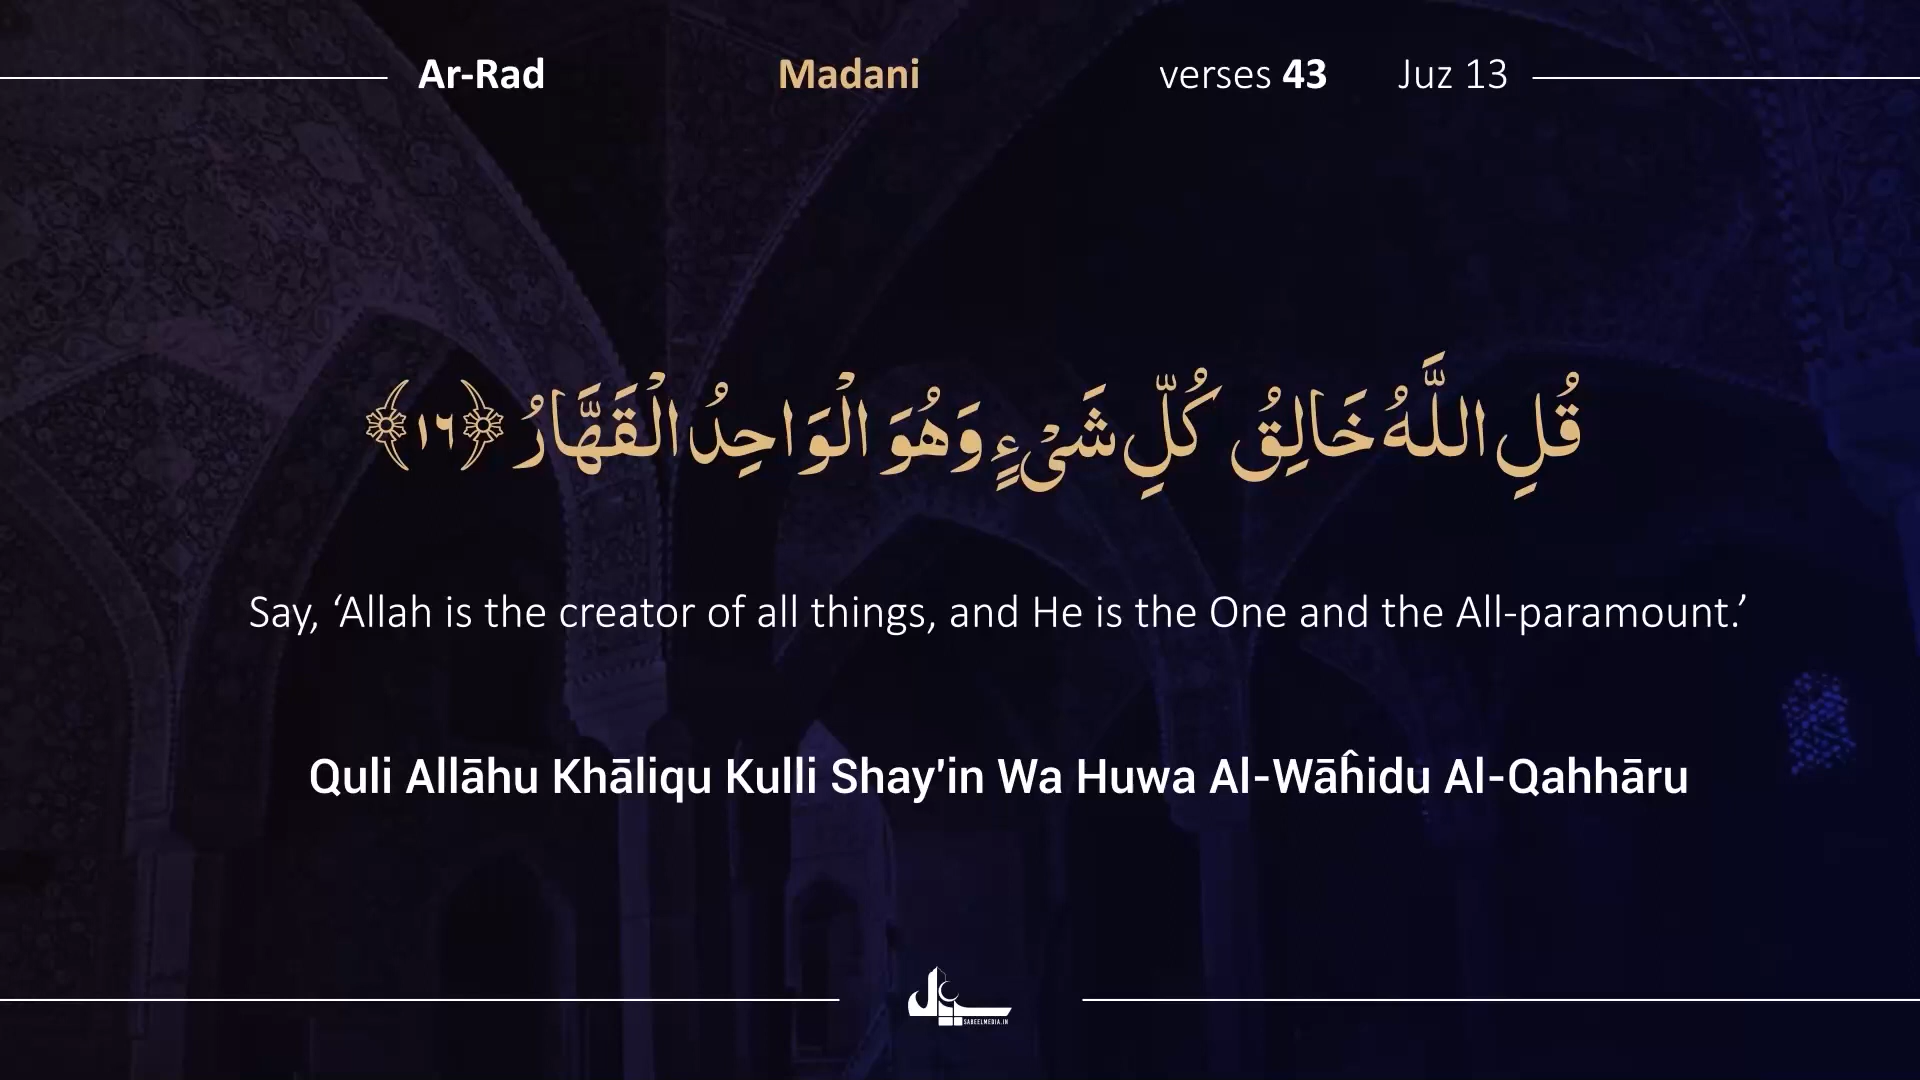 Ar-Rad Madani verses 43 Juz 13
قُلِ اللَّهُ خَالِقُ كُلِّ شَيْءٍ وَهُوَ الْوَاحِدُ الْقَهَّارُ ﴿١٦﴾
Say, ‘Allah is the creator of all things, and He is the One and the All-paramount.’
Quli Allāhu Khāliqu Kulli Shay'in Wa Huwa Al-Wāĥidu Al-Qahhāru
SABEELMEDIA.IN